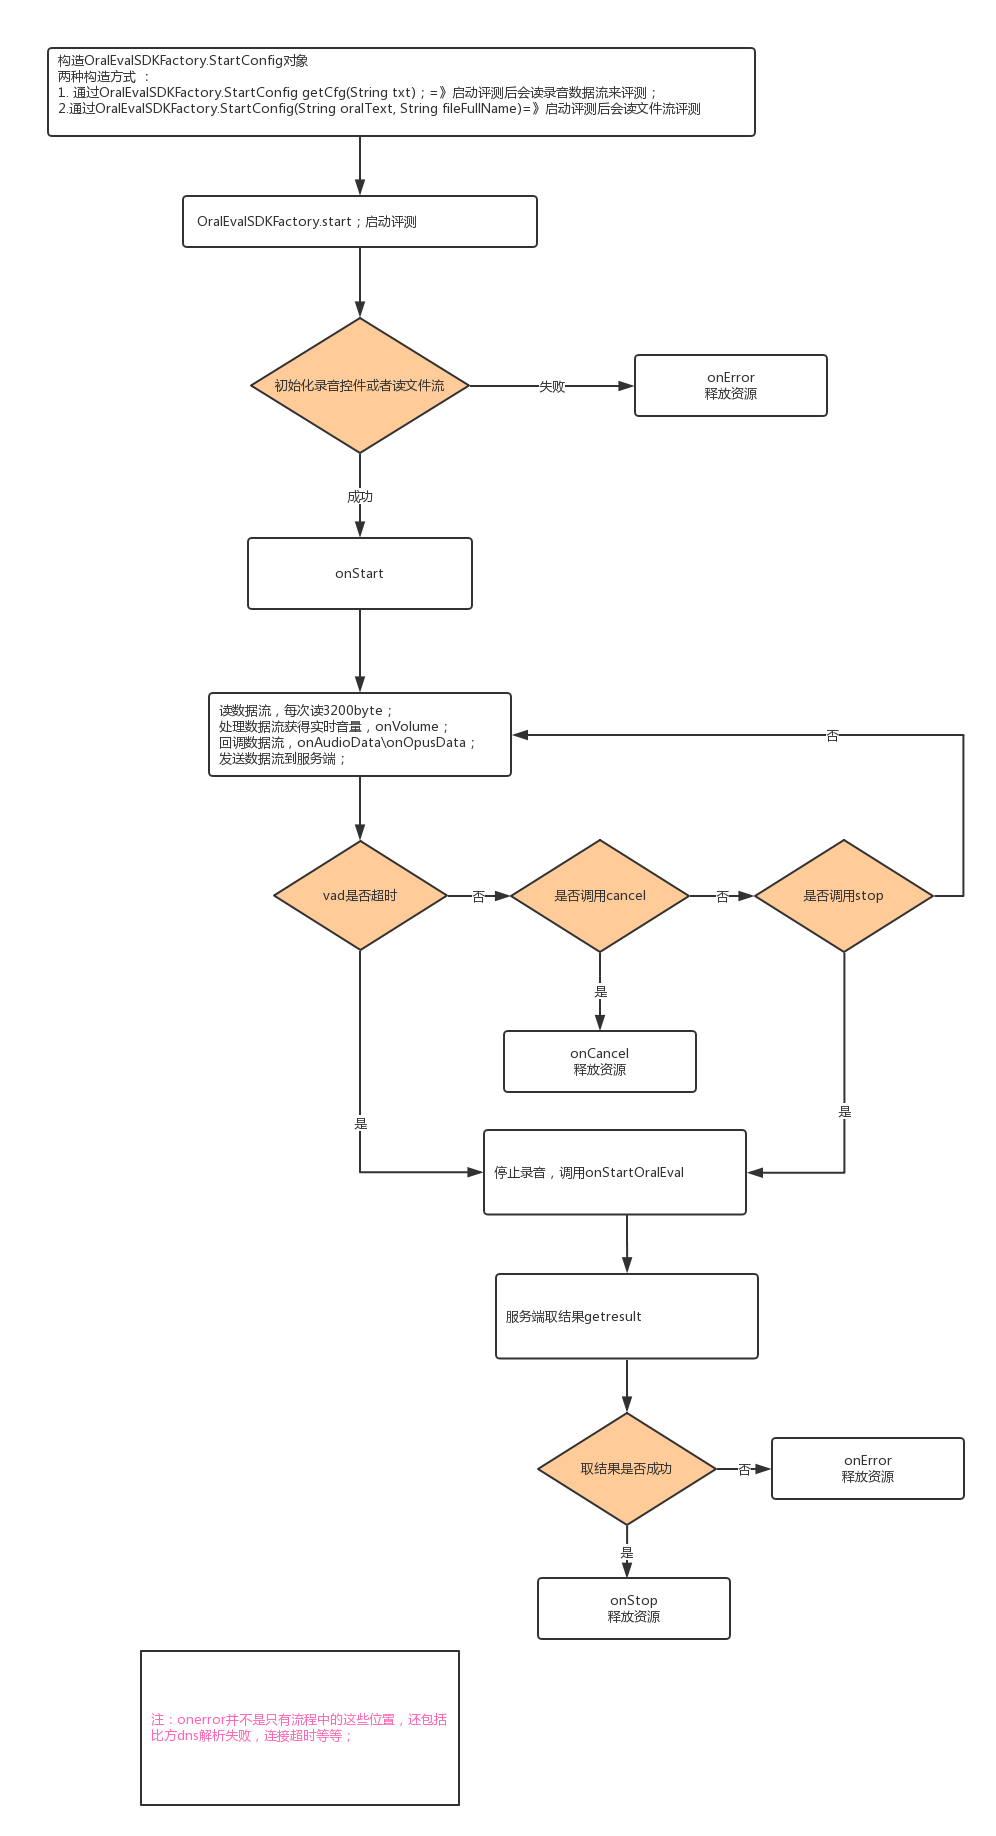 构造OralEvalSDKFactory.StartConfig对象
两种构造方式 ：
1. 通过OralEvalSDKFactory.StartConfig getCfg(String txt)；=》启动评测后会读录音数据流来评测；
2.通过OralEvalSDKFactory.StartConfig(String oralText, String fileFullName)=》启动评测后会读文件流评测
OralEvalSDKFactory.start；启动评测
初始化录音控件或者读文件流
失败
onError
释放资源
成功
onStart
读数据流，每次读3200byte；
处理数据流获得实时音量，onVolume；
回调数据流，onAudioData\onOpusData；
发送数据流到服务端；
否
vad是否超时
否
是否调用cancel
否
是否调用stop
是
onCancel
释放资源
是
是
停止录音，调用onStartOralEval
服务端取结果getresult
取结果是否成功
否
onError
释放资源
是
onStop
释放资源
注：onerror并不是只有流程中的这些位置，还包括
比方dns解析失败，连接超时等等；